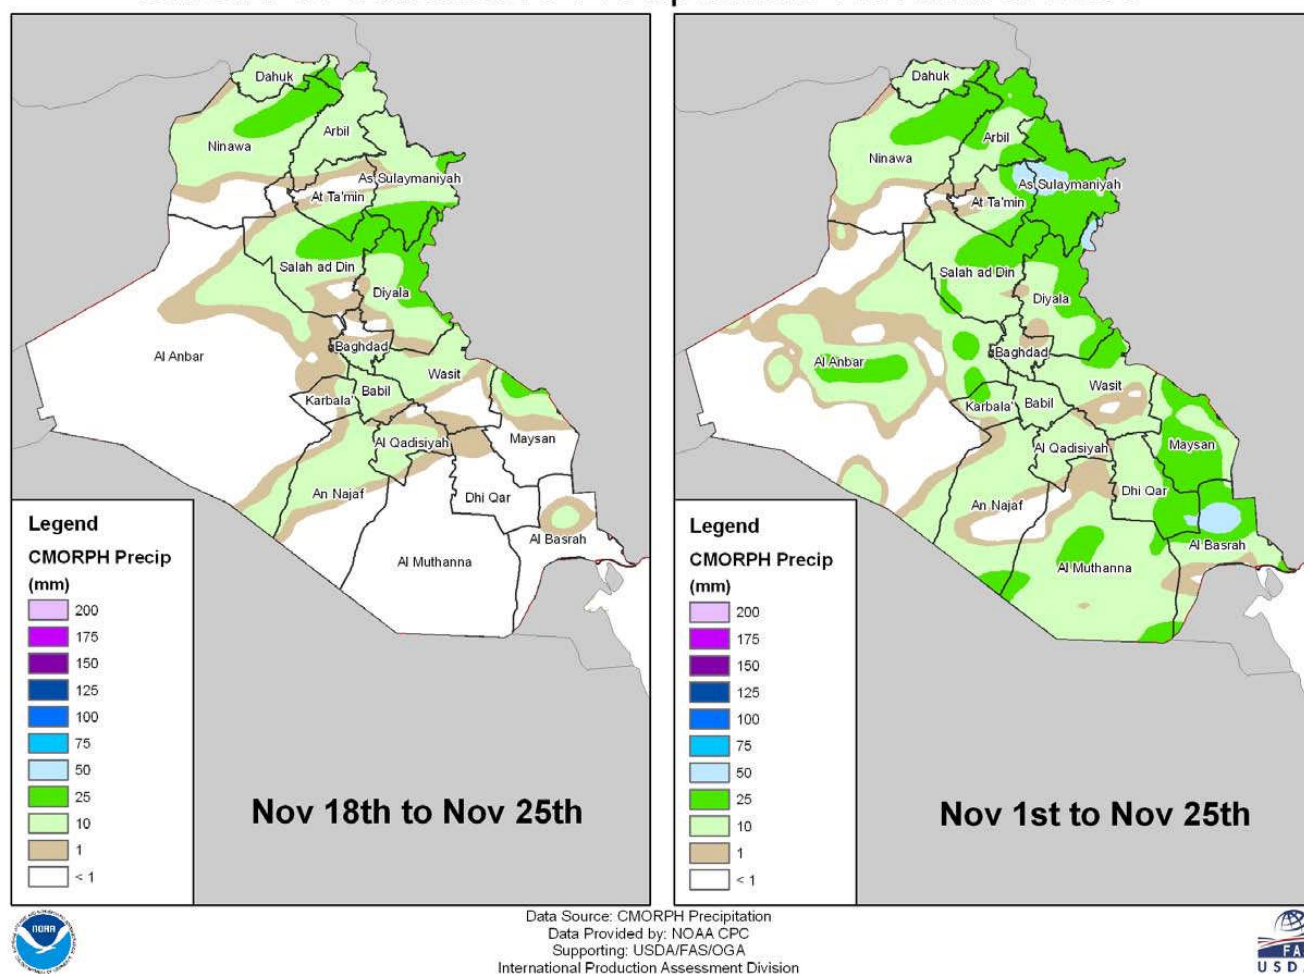 Dahuk
Arbil
Ninawa
As Sulaymaniyah
At Ta'min
Salah ad Din
Diyala
Al Anbar
Baghdad
Wasit
Karbala'
Babil
Al Qadisiyah
Maysan
An Najaf
Dhi Qar
Al Basrah
Al Muthanna
Legend
CMORPH Precip
(mm)
200
175
150
125
100
75
50
25
10
1
< 1
Nov 18th to Nov 25th
Dahuk
Arbil
Ninawa
As Sulaymaniyah
At Ta'min
Salah ad Din
Diyala
Baghdad
Al Anbar
Wasit
Karbala'
Babil
Al Qadisiyah
Maysan
Dhi Qar
An Najaf
Al Basrah
Al Muthanna
Legend
CMORPH Precip
(mm)
200
175
150
125
100
75
50
25
10
1
< 1
Nov 1st to Nov 25th
NOAA
Data Source: CMORPH Precipitation
Data Provided by: NOAA CPC
Supporting: USDA/FAS/OGA
International Production Assessment Division
FA
USD